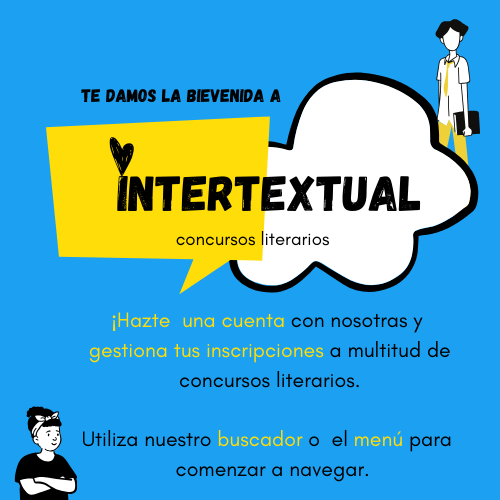 TE DAMOS LA BIEVENIDA A
INTERTEXTUAL
concursos literarios
¡Hazte una cuenta con nosotras y
gestiona tus inscripciones a multitud de
concursos literarios.
Utiliza nuestro buscador o el menú para
comenzar a navegar.